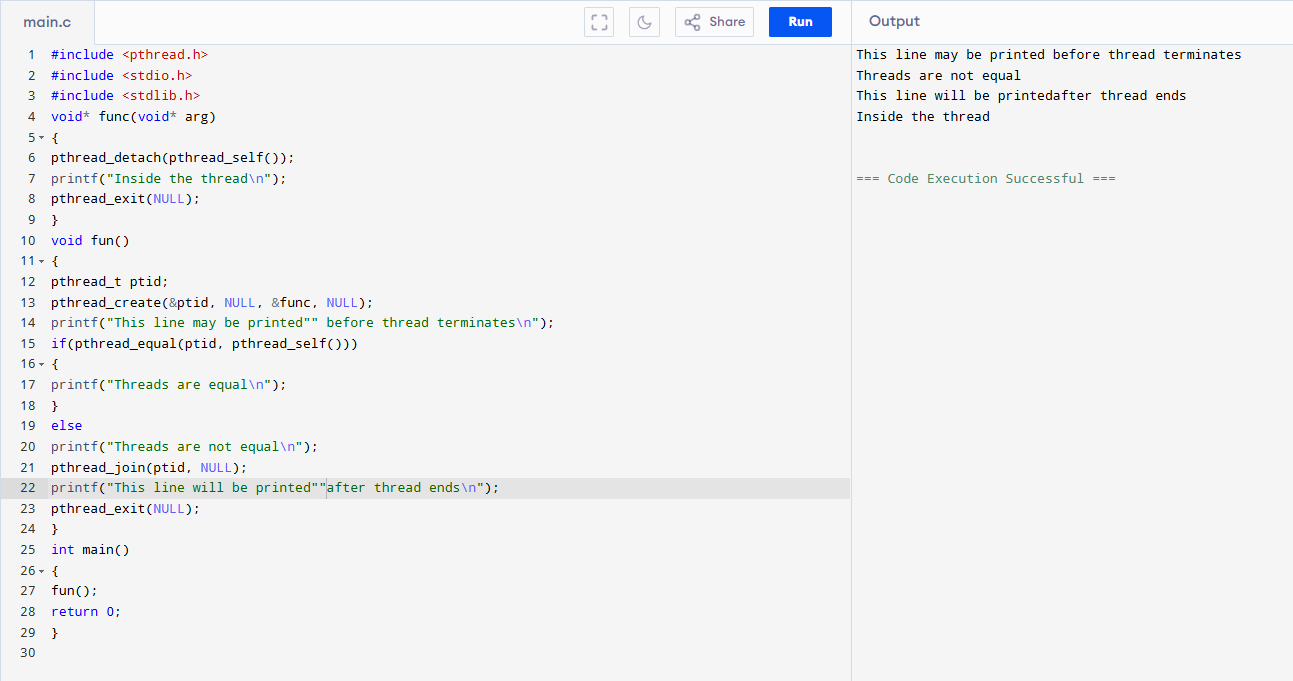 main.c
Share
Run
Output
1 #include <pthread.h>
2 #include <stdio.h>
3 #include <stdlib.h>
4 void* func(void* arg)
5 {
6 pthread_detach(pthread_self());
7 printf("Inside the thread\n");
8 pthread_exit(NULL);
9 }
10 void fun()
11 {
12 pthread_t ptid;
13 pthread_create(&ptid, NULL, &func, NULL);
14 printf("This line may be printed"" before thread terminates\n");
15 if(pthread_equal(ptid, pthread_self()))
16 {
17 printf("Threads are equal\n");
18 }
19 else
20 printf("Threads are not equal\n");
21 pthread_join(ptid, NULL);
22 printf("This line will be printed""after thread ends\n");
23 pthread_exit(NULL);
24 }
25 int main()
26 {
27 fun();
28 return 0;
29 }
30
This line may be printed before thread terminates
Threads are not equal
This line will be printedafter thread ends
Inside the thread
=== Code Execution Successful ===